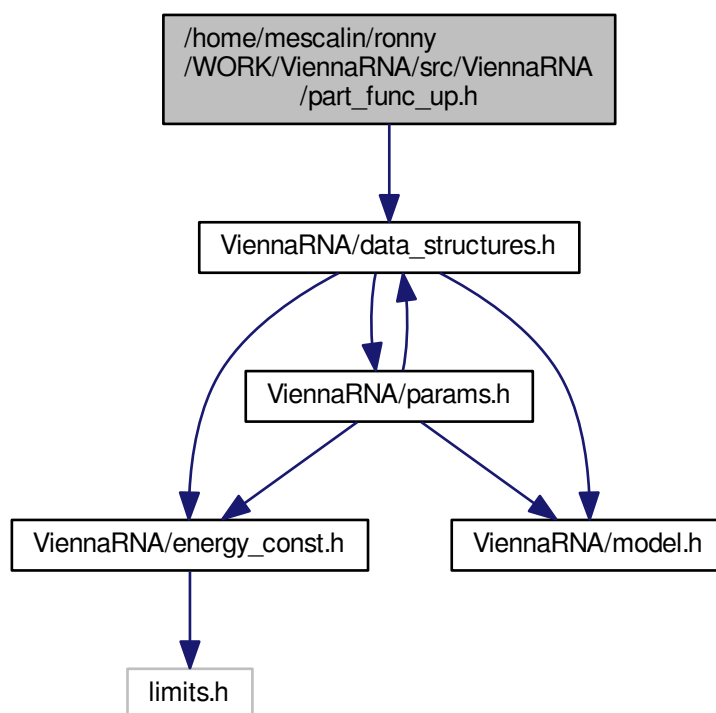 /home/mescalin/ronny
/WORK/ViennaRNA/src/ViennaRNA
/part_func_up.h
ViennaRNA/data_structures.h
ViennaRNA/params.h
ViennaRNA/energy_const.h
ViennaRNA/model.h
limits.h